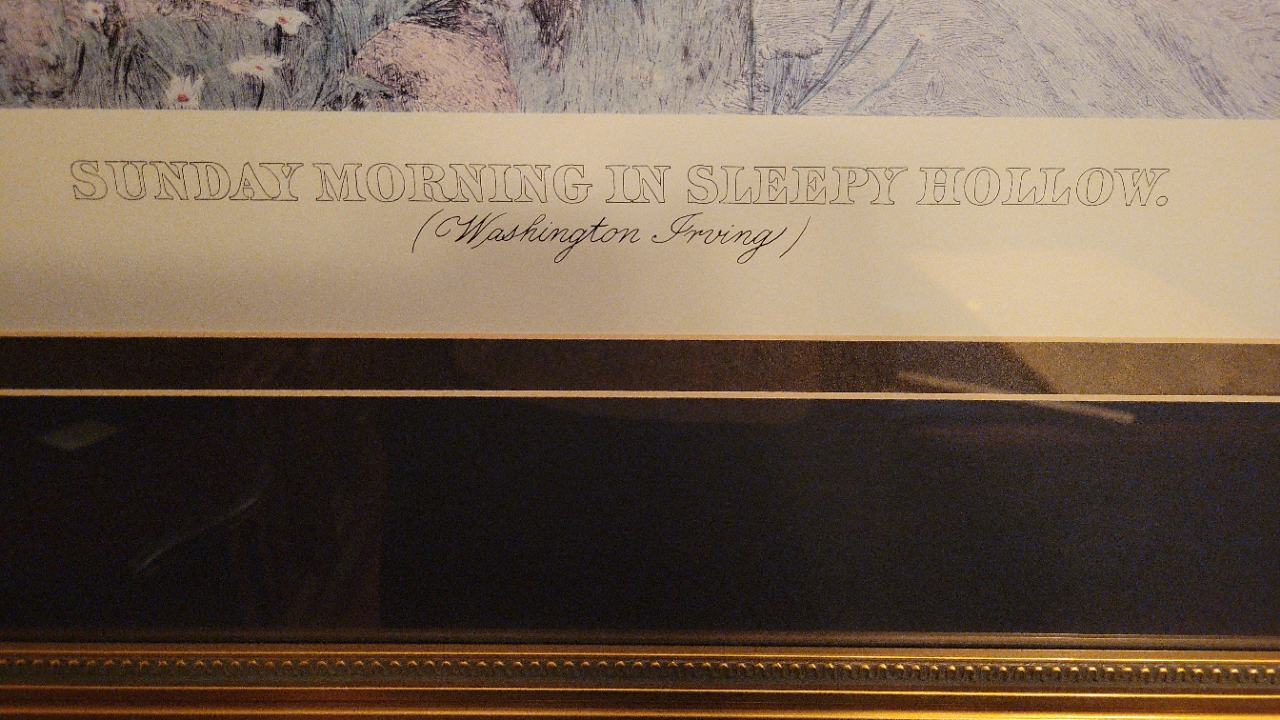 SUNDAY MORNING IN SLEEPY HOLLOW.
(Washington Irving)